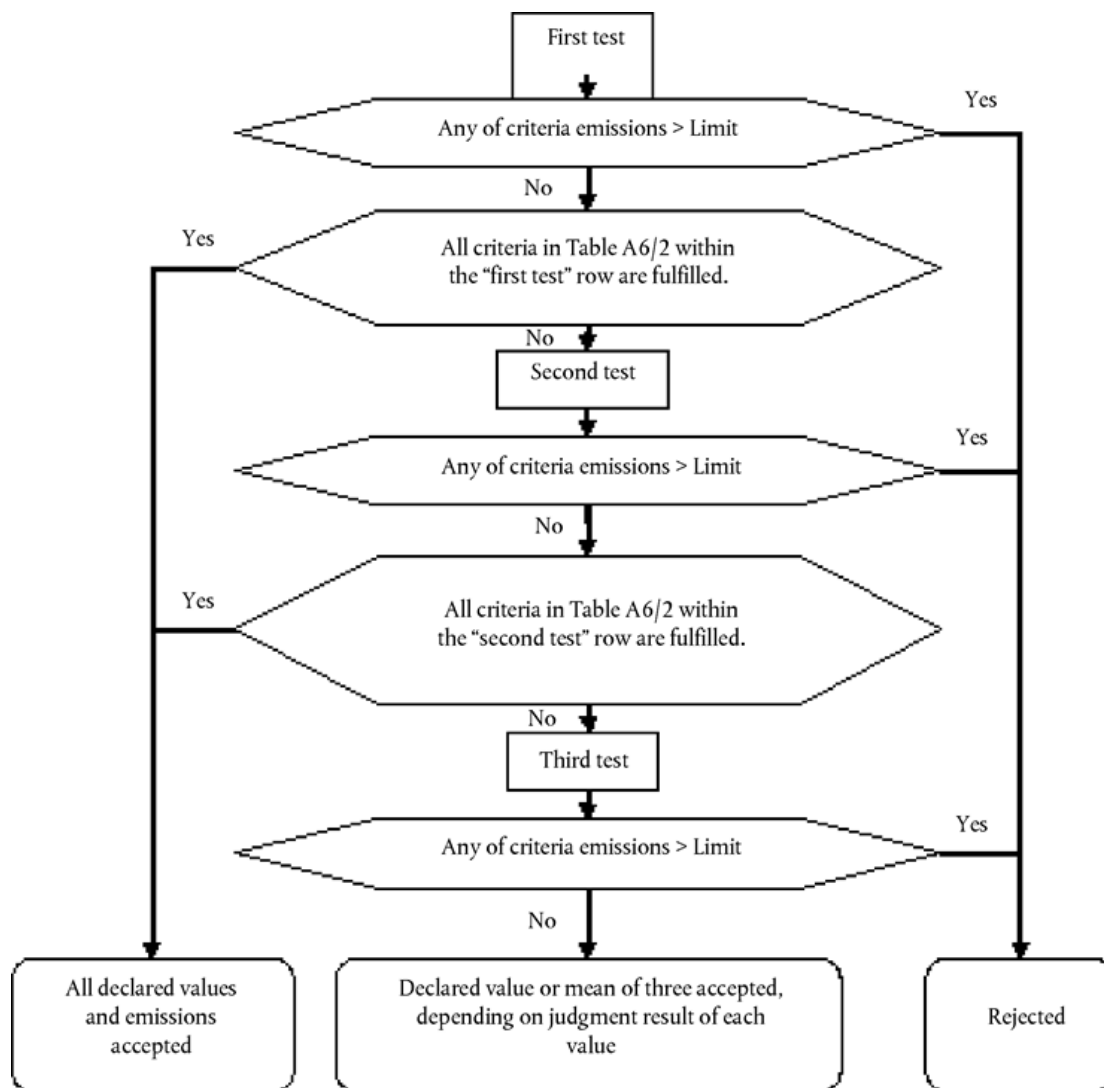 First test
Yes
Any of criteria emissions > Limit
No
Yes
All criteria in Table A6/2 within
the “first test” row are fulfilled.
No
Second test
Yes
Any of criteria emissions > Limit
No
Yes
All criteria in Table A6/2 within
the “second test” row are fulfilled.
No
Third test
Yes
Any of criteria emissions > Limit
No
All declared values
and emissions
accepted
Declared value or mean of three accepted,
depending on judgment result of each
value
Rejected